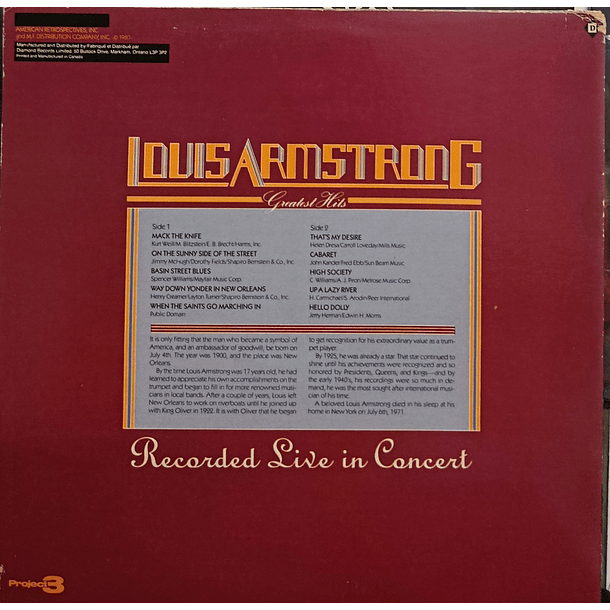 AMERICAN RETROSPECTIVES, INC.
and M.F. DISTRIBUTION COMPANY, INC. © 1980
Manufactured and Distributed by Fabriqué et Distribué par
Diamond Records Limited, 50 Bullock Drive, Markham, Ontario L3P 3P2
Printed and Manufactured in Canada
D
LOUIS ARMSTRONG
Greatest Hits
Side 1
MACK THE KNIFE
Kurt Weill/M. Blitzstein/E. B. Brecht/Harms, Inc.
ON THE SUNNY SIDE OF THE STREET
Jimmy McHugh/Dorothy Fields/Shapiro Bernstein & Co., Inc.
BASIN STREET BLUES
Spencer Williams/Mayfair Music Corp.
WAY DOWN YONDER IN NEW ORLEANS
Henry Creamer/Layton Turner/Shapiro Bernstein & Co., Inc.
WHEN THE SAINTS GO MARCHING IN
Public Domain
Side 2
THAT'S MY DESIRE
Helen Dresa/Carroll Loveday/Mills Music
CABARET
John Kander/Fred Ebb/Sun Beam Music
HIGH SOCIETY
C. Williams/A. J. Piron/Melrose Music Corp.
UP A LAZY RIVER
H. Carmichael/S. Arodin/Peer International
HELLO DOLLY
Jerry Herman/Edwin H. Morris
It is only fitting that the man who became a symbol of
America, and an ambassador of goodwill, be born on
July 4th. The year was 1900, and the place was New
Orleans.
By the time Louis Armstrong was 17 years old, he had
learned to appreciate his own accomplishments on the
trumpet and began to fill in for more renowned musi-
cians in local bands. After a couple of years, Louis left
New Orleans to work on riverboats until he joined up
with King Oliver in 1922. It is with Oliver that he began
to get recognition for his extraordinary value as a trum-
pet player.
By 1925, he was already a star. That star continued to
shine until his achievements were recognized and so
honored by Presidents, Queens, and Kings—and by
the early 1940's, his recordings were so much in de-
mand, he was the most sought after international musi-
cian of his time.
A beloved Louis Armstrong died in his sleep at his
home in New York on July 6th, 1971.
Recorded Live in Concert
Project 3